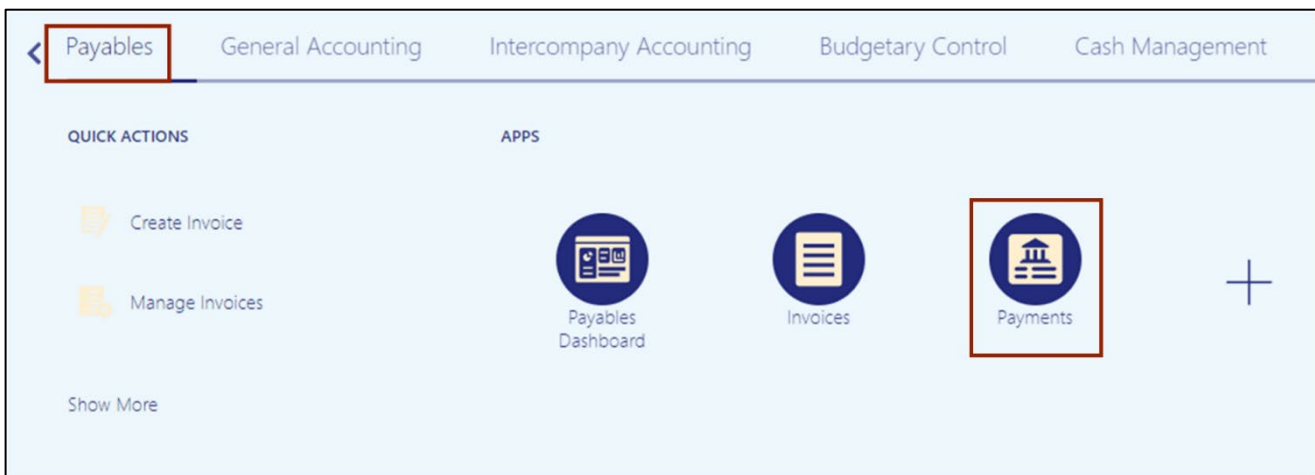 Payables
General Accounting
Intercompany Accounting
Budgetary Control
Cash Management
QUICK ACTIONS
APPS
Create Invoice
Manage Invoices
Show More
Payables
Dashboard
Invoices
Payments